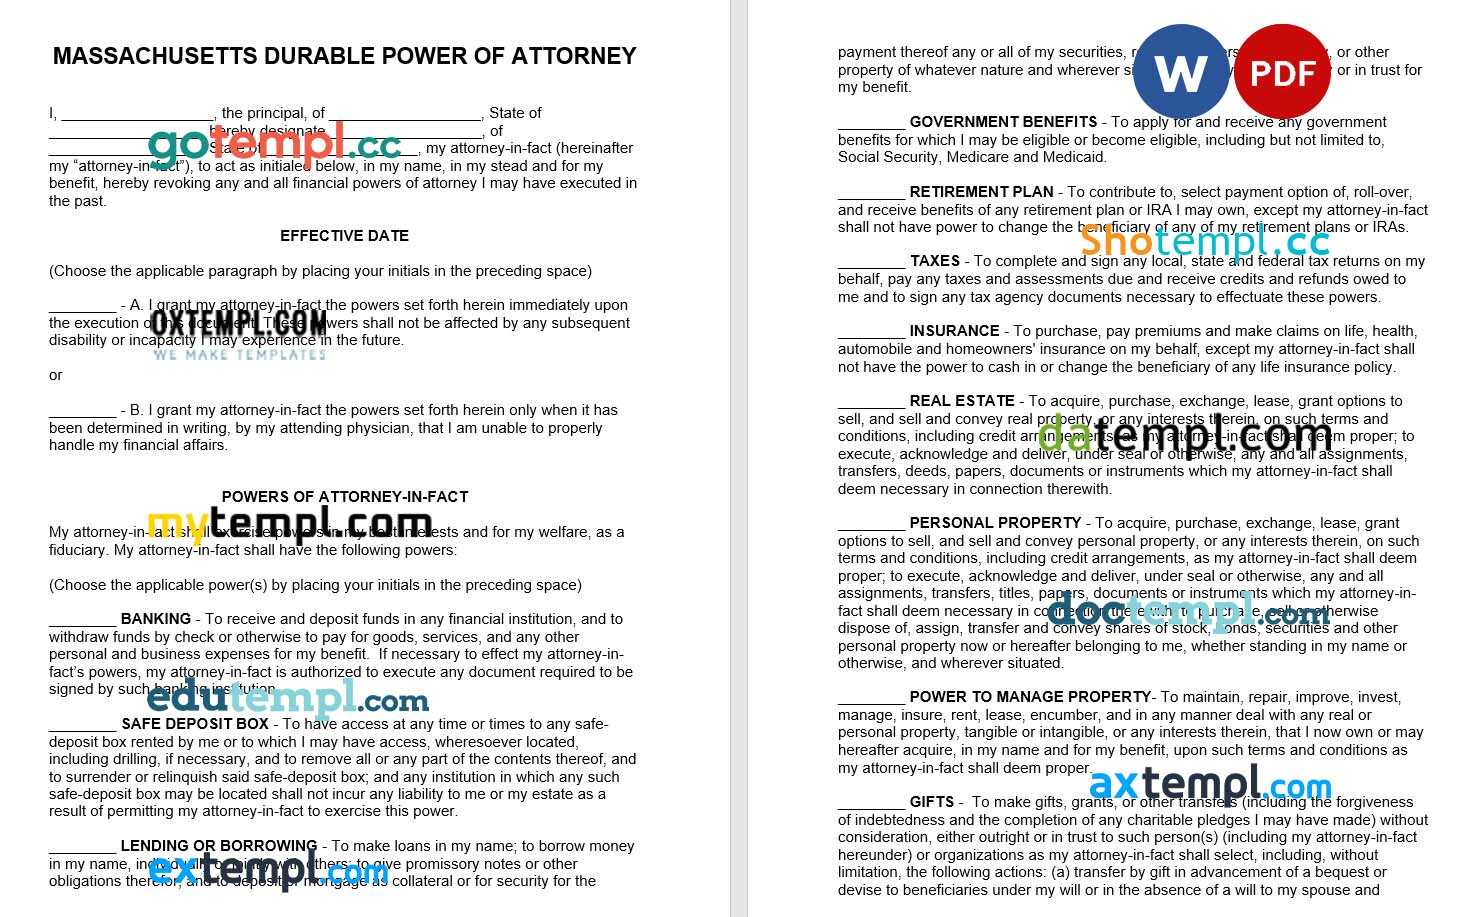 MASSACHUSETTS DURABLE POWER OF ATTORNEY
I, __________________, the principal, of __________________, State of
__________________ hereby designate __________________, of
__________________ State of __________________, my attorney-in-fact (hereinafter
my “attorney-in-fact”), to act as initialed below, in my name, in my stead and for my
benefit, hereby revoking any and all financial powers of attorney I may have executed in
the past.
gotempl.cc
EFFECTIVE DATE
(Choose the applicable paragraph by placing your initials in the preceding space)
________ - A. I grant my attorney-in-fact the powers set forth herein immediately upon
the execution of this document. These powers shall not be affected by any subsequent
disability or incapacity I may experience in the future.
OXTEMPL.COM
WE MAKE TEMPLATES
or
________ - B. I grant my attorney-in-fact the powers set forth herein only when it has
been determined in writing, by my attending physician, that I am unable to properly
handle my financial affairs.
POWERS OF ATTORNEY-IN-FACT
My attorney-in-fact shall exercise powers in my best interests and for my welfare, as a
fiduciary. My attorney-in-fact shall have the following powers:
mytempl.com
(Choose the applicable power(s) by placing your initials in the preceding space)
________ BANKING - To receive and deposit funds in any financial institution, and to
withdraw funds by check or otherwise to pay for goods, services, and any other
personal and business expenses for my benefit.  If necessary to effect my attorney-in-
fact’s powers, my attorney-in-fact is authorized to execute any document required to be
signed by such banking institution.
edutempl.com
________ SAFE DEPOSIT BOX - To have access at any time or times to any safe-
deposit box rented by me or to which I may have access, wheresoever located,
including drilling, if necessary, and to remove all or any part of the contents thereof, and
to surrender or relinquish said safe-deposit box; and any institution in which any such
safe-deposit box may be located shall not incur any liability to me or my estate as a
result of permitting my attorney-in-fact to exercise this power.
________ LENDING OR BORROWING - To make loans in my name; to borrow money
in my name, individually or jointly with others; to give promissory notes or other
obligations therefor; and to deposit or mortgage as collateral or for security for the
extempl.com
payment thereof any or all of my securities, or other
property of whatever nature and wherever or in trust for
my benefit.
W
PDF
________ GOVERNMENT BENEFITS - To apply for and receive any government
benefits for which I may be eligible or become eligible, including but not limited to,
Social Security, Medicare and Medicaid.
________ RETIREMENT PLAN - To contribute to, select payment option of, roll-over,
and receive benefits of any retirement plan or IRA I may own, except my attorney-in-fact
shall not have power to change the beneficiary of any of my retirement plans or IRAs.
Shotempl.cc
________ TAXES - To complete and sign any local, state and federal tax returns on my
behalf, pay any taxes and assessments due and receive credits and refunds owed to
me and to sign any tax agency documents necessary to effectuate these powers.
________ INSURANCE - To purchase, pay premiums and make claims on life, health,
automobile and homeowners' insurance on my behalf, except my attorney-in-fact shall
not have the power to cash in or change the beneficiary of any life insurance policy.
________ REAL ESTATE - To acquire, purchase, exchange, lease, grant options to
sell, and sell and convey real property, or any interests therein, on such terms and
conditions, including credit arrangements, as my attorney-in-fact shall deem proper; to
execute, acknowledge and deliver, under seal or otherwise, any and all assignments,
transfers, deeds, papers, documents or instruments which my attorney-in-fact shall
deem necessary in connection therewith.
datempl.com
________ PERSONAL PROPERTY - To acquire, purchase, exchange, lease, grant
options to sell, and sell and convey personal property, or any interests therein, on such
terms and conditions, including credit arrangements, as my attorney-in-fact shall deem
proper; to execute, acknowledge and deliver, under seal or otherwise, any and all
assignments, transfers, titles, papers, documents or instruments which my attorney-in-
fact shall deem necessary in connection therewith; to purchase, sell or otherwise
dispose of, assign, transfer and convey shares of stock, bonds, securities and other
personal property now or hereafter belonging to me, whether standing in my name or
otherwise, and wherever situated.
doctempl.com
________ POWER TO MANAGE PROPERTY- To maintain, repair, improve, invest,
manage, insure, rent, lease, encumber, and in any manner deal with any real or
personal property, tangible or intangible, or any interests therein, that I now own or may
hereafter acquire, in my name and for my benefit, upon such terms and conditions as
my attorney-in-fact shall deem proper.
axtempl.com
________ GIFTS -  To make gifts, grants, or other transfers (including the forgiveness
of indebtedness and the completion of any charitable pledges I may have made) without
consideration, either outright or in trust to such person(s) (including my attorney-in-fact
hereunder) or organizations as my attorney-in-fact shall select, including, without
limitation, the following actions: (a) transfer by gift in advancement of a bequest or
devise to beneficiaries under my will or in the absence of a will to my spouse and